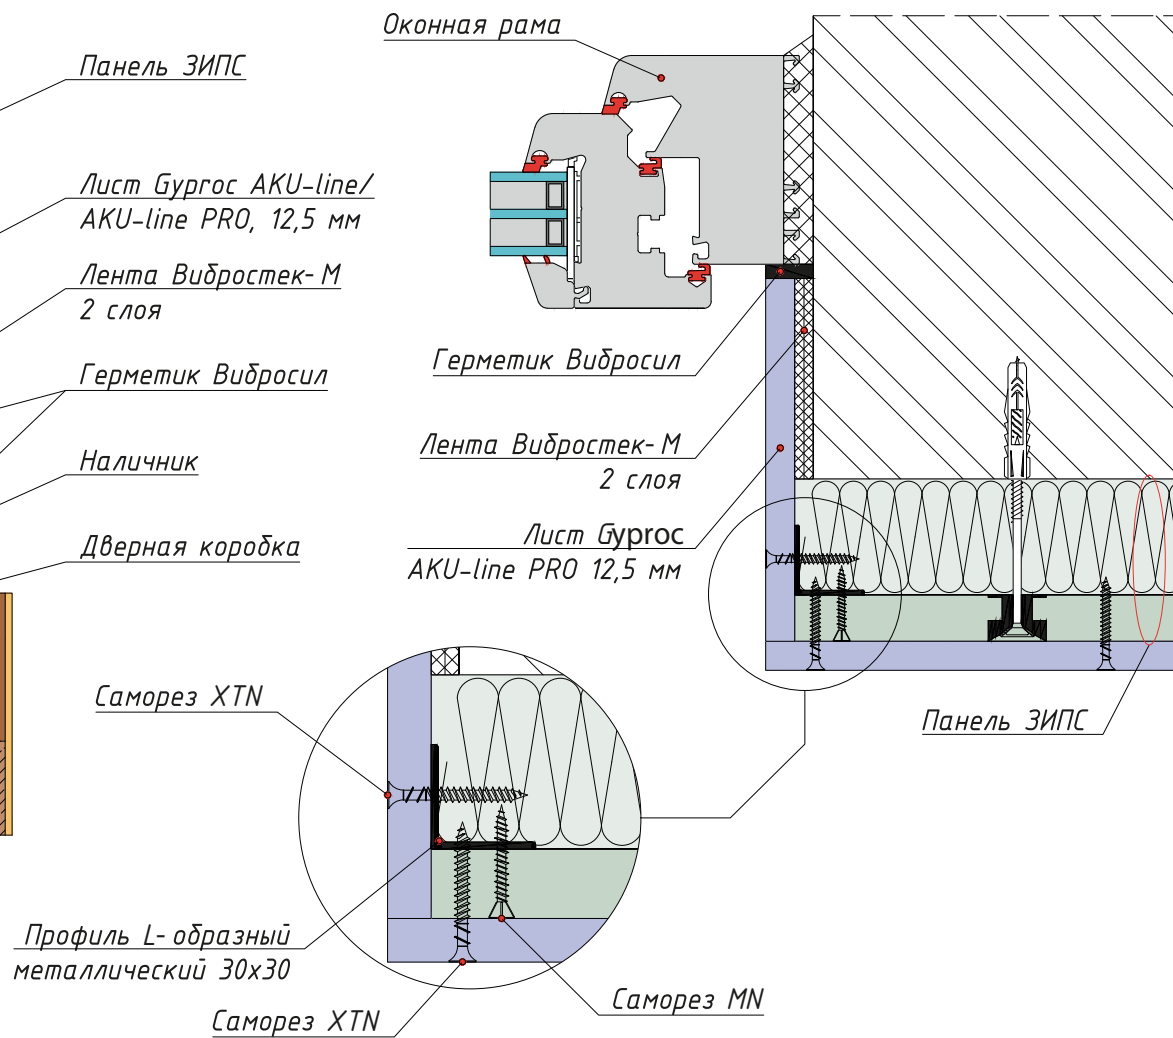 Оконная рама
Панель ЗИПС
Лист Gyproc AKU-line/
AKU-line PRO, 12,5 мм
Лента Вибростек-М
2 слоя
Герметик Вибросил
Наличник
Дверная коробка
Герметик Вибросил
Лента Вибростек-М
2 слоя
Лист Gyproc
AKU-line PRO 12,5 мм
Панель ЗИПС
Саморез XTN
Профиль L-образный
металлический 30х30
Саморез XTN
Саморез MN